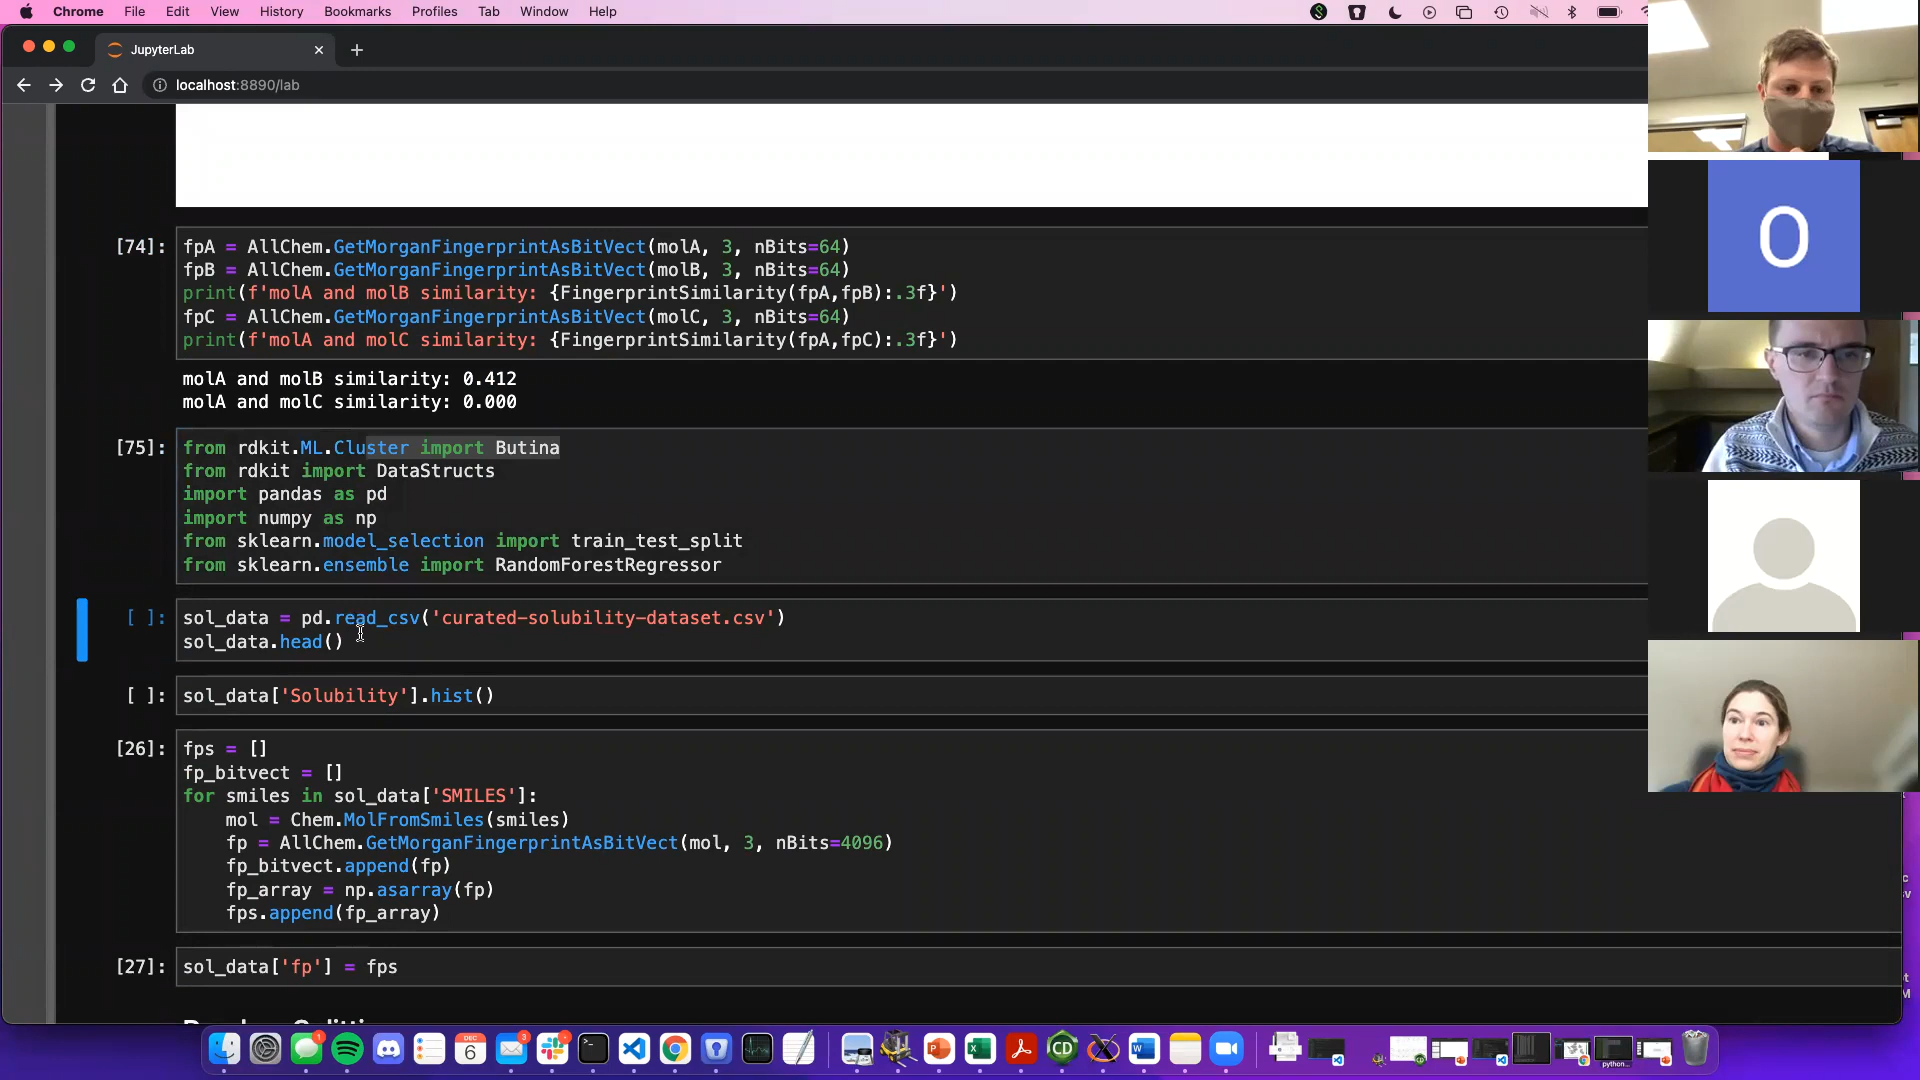 Chrome File Edit View History Bookmarks Profiles Tab Window Help
JupyterLab
localhost:8890/lab
[74]: fpA = AllChem.GetMorganFingerprintAsBitVect(molA, 3, nBits=64)
fpB = AllChem.GetMorganFingerprintAsBitVect(molB, 3, nBits=64)
print(f'molA and molB similarity: {FingerprintSimilarity(fpA,fpB):.3f}')
fpC = AllChem.GetMorganFingerprintAsBitVect(molC, 3, nBits=64)
print(f'molA and molC similarity: {FingerprintSimilarity(fpA,fpC):.3f}')
molA and molB similarity: 0.412
molA and molC similarity: 0.000
[75]: from rdkit.ML.Cluster import Butina
from rdkit import DataStructs
import pandas as pd
import numpy as np
from sklearn.model_selection import train_test_split
from sklearn.ensemble import RandomForestRegressor
[ ]: sol_data = pd.read_csv('curated-solubility-dataset.csv')
sol_data.head()
[ ]: sol_data['Solubility'].hist()
[26]: fps = []
fp_bitvect = []
for smiles in sol_data['SMILES']:
mol = Chem.MolFromSmiles(smiles)
fp = AllChem.GetMorganFingerprintAsBitVect(mol, 3, nBits=4096)
fp_bitvect.append(fp)
fp_array = np.asarray(fp)
fps.append(fp_array)
[27]: sol_data['fp'] = fps
O
DEC
6
1
3
python...